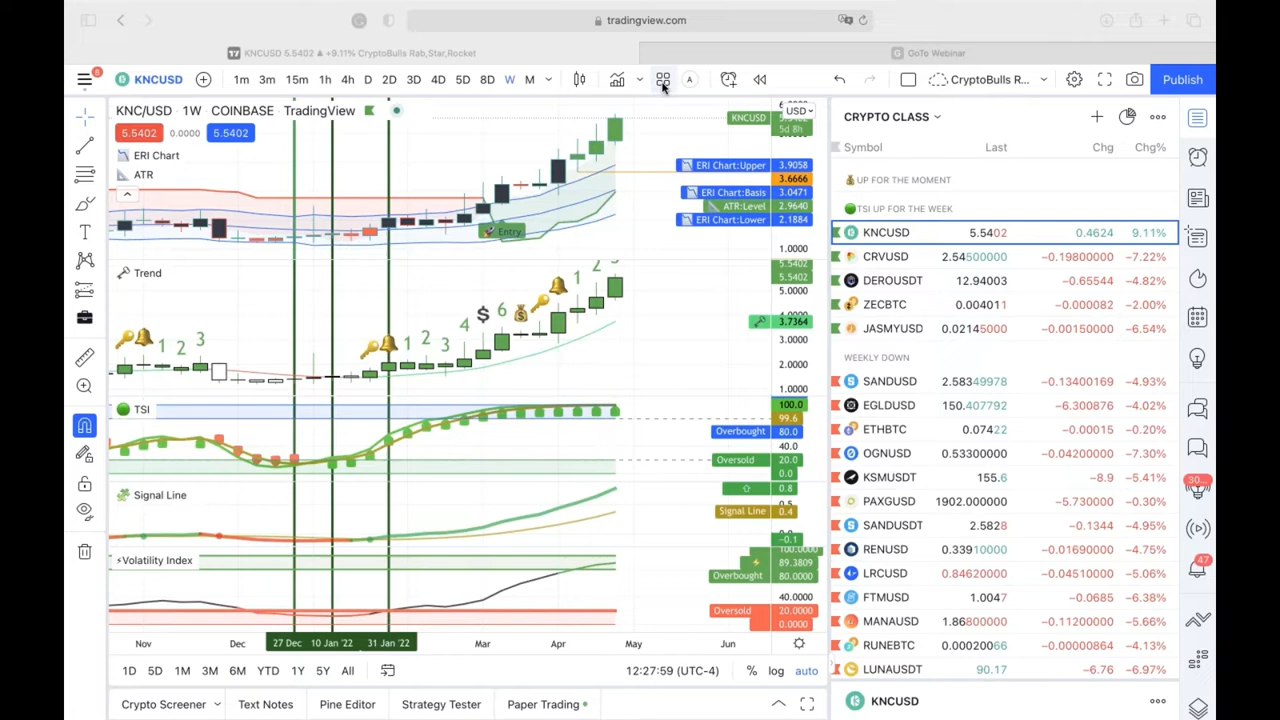 tradingview.com
KNCUSD 5.5402 ▲ +9.11% CryptoBulls Rab,Star,Rocket
GoTo Webinar
KNCUSD 1m 3m 15m 1h 4h D 2D 3D 4D 5D 8D W M A CryptoBulls R... Publish
KNC/USD · 1W · COINBASE · TradingView
USD
5.5402 0.0000 5.5402
ERI Chart
ATR
KNCUSD
5d 8h
ERI Chart:Upper 3.9058
3.6666
ERI Chart:Basis 3.0471
ATR:Level 2.9640
ERI Chart:Lower 2.1884
Entry
1.0000
Trend
5.5402
5.5402
5.0000
3.7364
3.0000
2.0000
1.0000
1 2 3
1 2 3 4 $ 6 1 2
TSI
100.0
99.6
Overbought 80.0
40.0
Oversold 20.0
0.0
Signal Line
0.8
Signal Line 0.4
−0.1
⚡Volatility Index
100.0000
89.3809
Overbought 80.0000
40.0000
Oversold 20.0000
0.0000
Nov Dec 27 Dec 10 Jan '22 31 Jan '22 Mar Apr May Jun
1D 5D 1M 3M 6M YTD 1Y 5Y All 12:27:59 (UTC-4) % log auto
Crypto Screener Text Notes Pine Editor Strategy Tester Paper Trading
CRYPTO CLASS
Symbol Last Chg Chg%
UP FOR THE MOMENT
TSI UP FOR THE WEEK
KNCUSD 5.5402 0.4624 9.11%
CRVUSD 2.54500000 −0.19800000 −7.22%
DEROUSDT 12.94003 −0.65544 −4.82%
ZECBTC 0.004011 −0.000082 −2.00%
JASMYUSD 0.02145000 −0.00150000 −6.54%
WEEKLY DOWN
SANDUSD 2.58349978 −0.13400169 −4.93%
EGLDUSD 150.407792 −6.300876 −4.02%
ETHBTC 0.07422 −0.00015 −0.20%
OGNUSD 0.53300000 −0.04200000 −7.30%
KSMUSDT 155.6 −8.9 −5.41%
PAXGUSD 1902.000000 −5.730000 −0.30%
SANDUSDT 2.5828 −0.1344 −4.95%
RENUSD 0.33910000 −0.01690000 −4.75%
LRCUSD 0.84620000 −0.04510000 −5.06%
FTMUSD 1.0047 −0.0685 −6.38%
MANAUSD 1.86800000 −0.11200000 −5.66%
RUNEBTC 0.00020066 −0.00000864 −4.13%
LUNAUSDT 90.17 −6.76 −6.97%
KNCUSD
8
30...
47